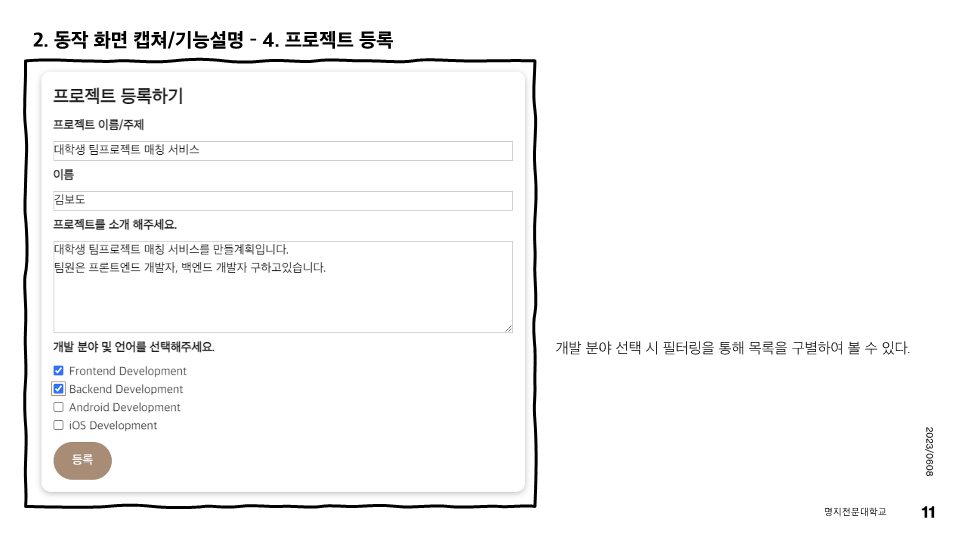 2. 동작 화면 캡쳐/기능설명 - 4. 프로젝트 등록
프로젝트 등록하기
프로젝트 이름/주제
대학생 팀프로젝트 매칭 서비스
이름
김보도
프로젝트를 소개 해주세요.
대학생 팀프로젝트 매칭 서비스를 만들계획입니다.
팀원은 프론트엔드 개발자, 백엔드 개발자 구하고있습니다.
개발 분야 및 언어를 선택해주세요.
Frontend Development
Backend Development
Android Development
iOS Development
등록
개발 분야 선택 시 필터링을 통해 목록을 구별하여 볼 수 있다.
2023/0608
명지전문대학교
11